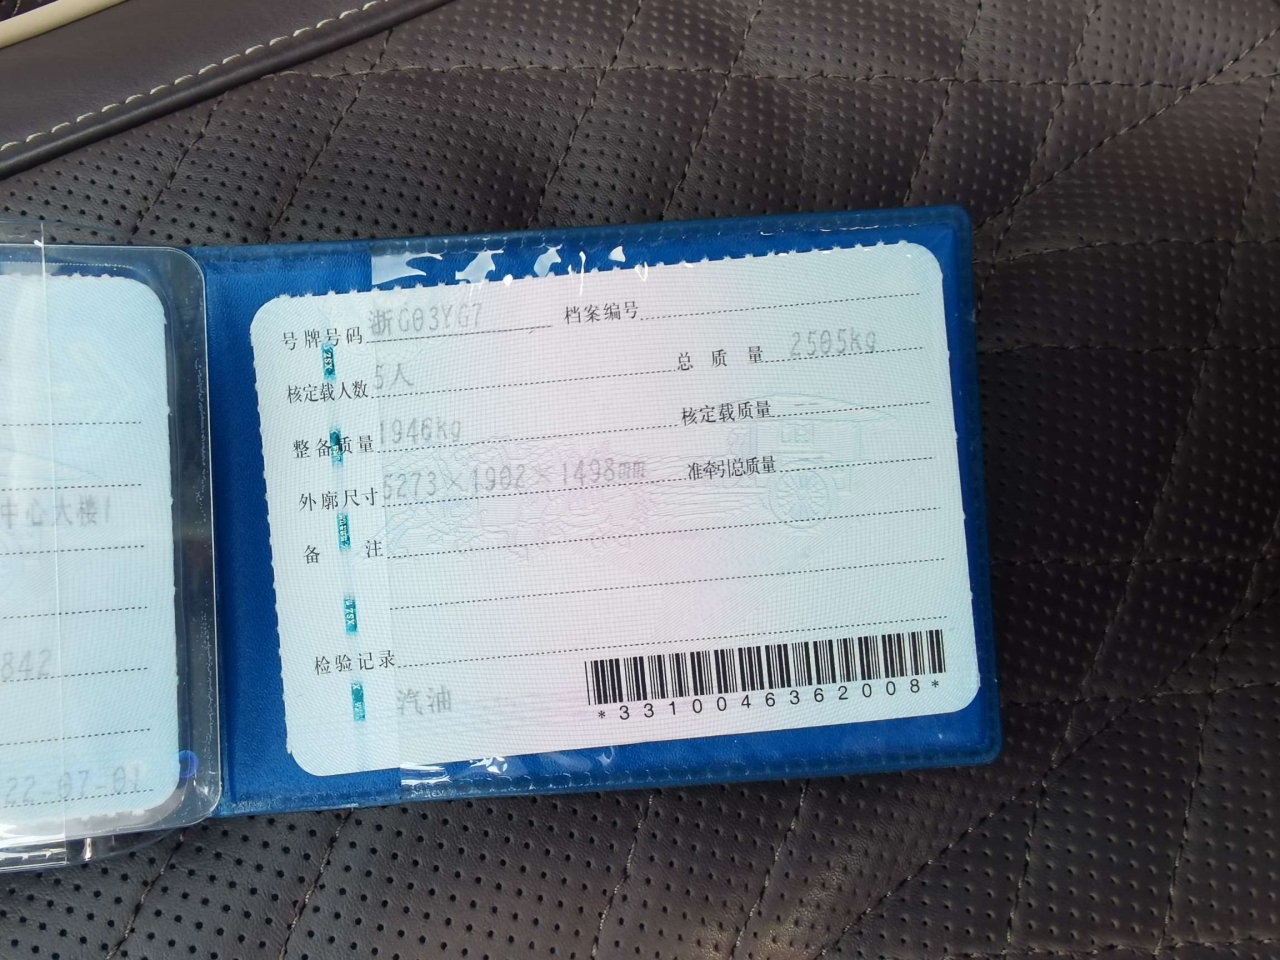 号牌号码 浙G03YG7 档案编号
核定载人数 5人 总质量 2505kg
整备质量 1946kg 核定载质量
外廓尺寸 5273×1902×1498mm 准牵引总质量
备注
检验记录
汽油
*3310046362008*
中心大楼1
842
22-07-01